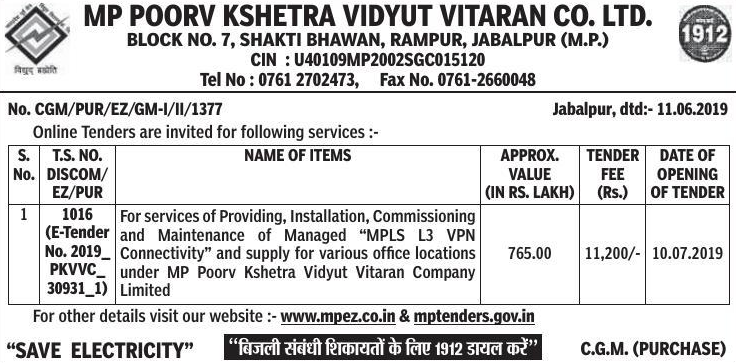 MP POORV KSHETRA VIDYUT VITARAN CO. LTD.
BLOCK NO. 7, SHAKTI BHAWAN, RAMPUR, JABALPUR (M.P.)
CIN : U40109MP2002SGC015120
Tel No : 0761 2702473, Fax No. 0761-2660048
विद्युद् ब्रह्मेति
1912
No. CGM/PUR/EZ/GM-I/II/1377 Jabalpur, dtd:- 11.06.2019
Online Tenders are invited for following services :-
S. No. T.S. NO. DISCOM/ EZ/PUR NAME OF ITEMS APPROX. VALUE (IN RS. LAKH) TENDER FEE (Rs.) DATE OF OPENING OF TENDER
1 1016 For services of Providing, Installation, Commissioning
(E-Tender and Maintenance of Managed “MPLS L3 VPN
No. 2019_ Connectivity” and supply for various office locations 765.00 11,200/- 10.07.2019
PKVVC_ under MP Poorv Kshetra Vidyut Vitaran Company
30931_1) Limited
For other details visit our website :- www.mpez.co.in & mptenders.gov.in
"SAVE ELECTRICITY" "बिजली संबंधी शिकायतों के लिए 1912 डायल करें" C.G.M. (PURCHASE)